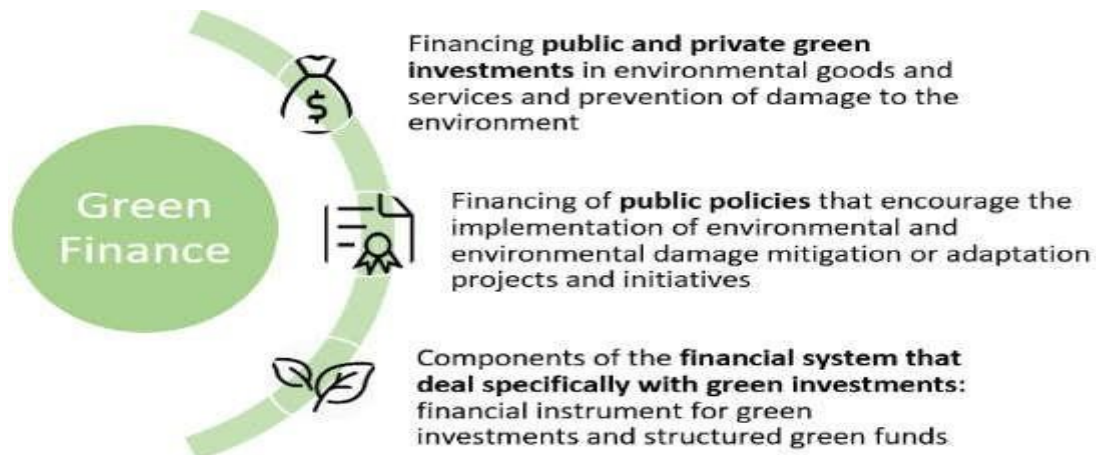 Green
Finance
$
Financing public and private green
investments in environmental goods and
services and prevention of damage to the
environment
Financing of public policies that encourage the
implementation of environmental and
environmental damage mitigation or adaptation
projects and initiatives
Components of the financial system that
deal specifically with green investments:
financial instrument for green
investments and structured green funds